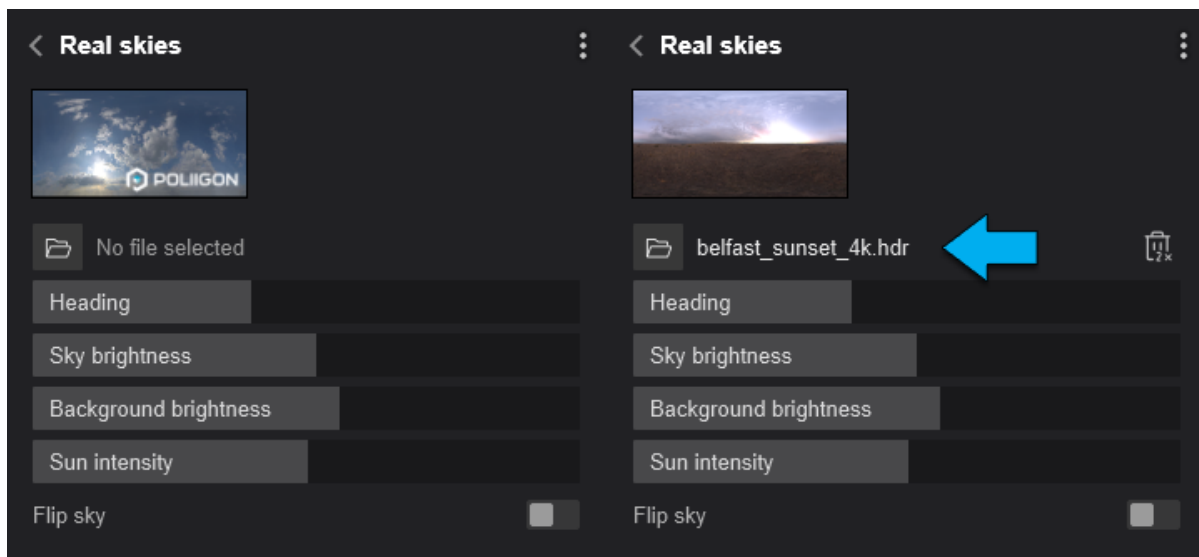 Real skies
POLIIGON
No file selected
Heading
Sky brightness
Background brightness
Sun intensity
Flip sky
Real skies
belfast_sunset_4k.hdr
2x
Heading
Sky brightness
Background brightness
Sun intensity
Flip sky